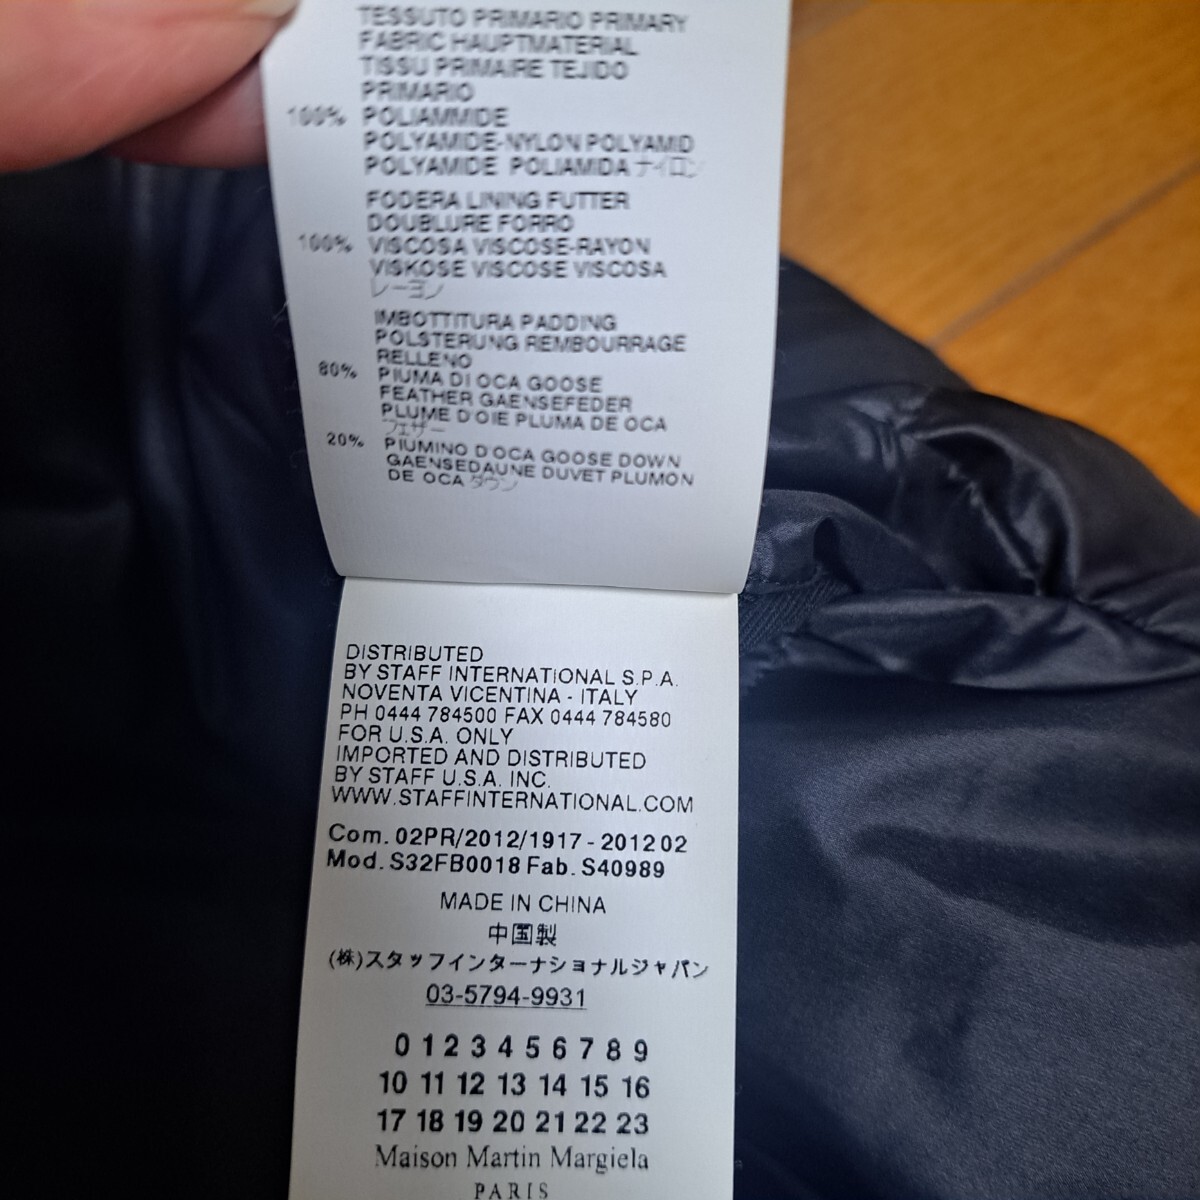 TESSUTO PRIMARIO PRIMARY
FABRIC HAUPTMATERIAL
TISSU PRIMAIRE TEJIDO
PRIMARIO
100% POLIAMMIDE
POLYAMIDE-NYLON POLYAMID
POLYAMIDE POLIAMIDA ナイロン
FODERA LINING FUTTER
DOUBLURE FORRO
100% VISCOSA VISCOSE-RAYON
VISKOSE VISCOSE VISCOSA
レーヨン
IMBOTTITURA PADDING
POLSTERUNG REMBOURRAGE
RELLENO
80% PIUMA DI OCA GOOSE
FEATHER GAENSEFEDER
PLUME D'OIE PLUMA DE OCA
フェザー
20% PIUMINO D'OCA GOOSE DOWN
GAENSEDAUNE DUVET PLUMON
DE OCA ダウン
DISTRIBUTED
BY STAFF INTERNATIONAL S.P.A.
NOVENTA VICENTINA - ITALY
PH 0444 784500 FAX 0444 784580
FOR U.S.A. ONLY
IMPORTED AND DISTRIBUTED
BY STAFF U.S.A. INC.
WWW.STAFFINTERNATIONAL.COM
Com. 02PR/2012/1917 - 2012 02
Mod. S32FB0018 Fab. S40989
MADE IN CHINA
中国製
(株)スタッフインターナショナルジャパン
03-5794-9931
0 1 2 3 4 5 6 7 8 9
10 11 12 13 14 15 16
17 18 19 20 21 22 23
Maison Martin Margiela
PARIS